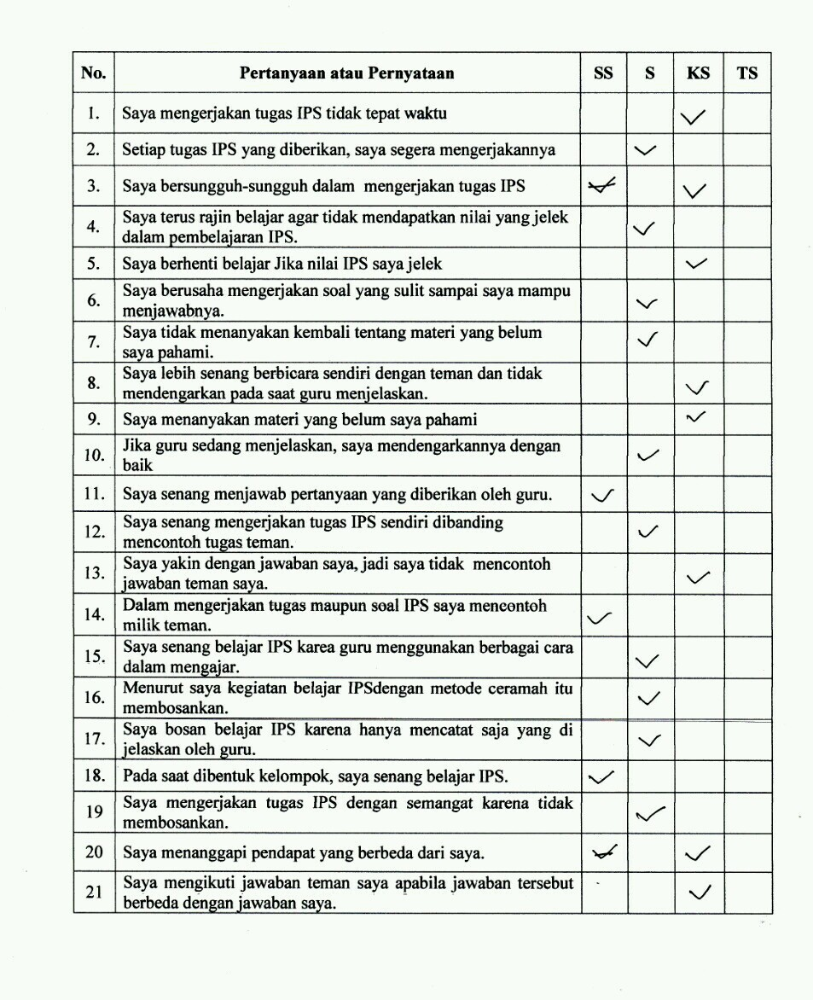 No. Pertanyaan atau Pernyataan SS S KS TS
1. Saya mengerjakan tugas IPS tidak tepat waktu ✓
2. Setiap tugas IPS yang diberikan, saya segera mengerjakannya ✓
3. Saya bersungguh-sungguh dalam mengerjakan tugas IPS ✓ ✓
4. Saya terus rajin belajar agar tidak mendapatkan nilai yang jelek
dalam pembelajaran IPS. ✓
5. Saya berhenti belajar Jika nilai IPS saya jelek ✓
6. Saya berusaha mengerjakan soal yang sulit sampai saya mampu
menjawabnya. ✓
7. Saya tidak menanyakan kembali tentang materi yang belum
saya pahami. ✓
8. Saya lebih senang berbicara sendiri dengan teman dan tidak
mendengarkan pada saat guru menjelaskan. ✓
9. Saya menanyakan materi yang belum saya pahami ✓
10. Jika guru sedang menjelaskan, saya mendengarkannya dengan
baik ✓
11. Saya senang menjawab pertanyaan yang diberikan oleh guru. ✓
12. Saya senang mengerjakan tugas IPS sendiri dibanding
mencontoh tugas teman. ✓
13. Saya yakin dengan jawaban saya, jadi saya tidak mencontoh
jawaban teman saya. ✓
14. Dalam mengerjakan tugas maupun soal IPS saya mencontoh
milik teman. ✓
15. Saya senang belajar IPS karea guru menggunakan berbagai cara
dalam mengajar. ✓
16. Menurut saya kegiatan belajar IPSdengan metode ceramah itu
membosankan. ✓
17. Saya bosan belajar IPS karena hanya mencatat saja yang di
jelaskan oleh guru. ✓
18. Pada saat dibentuk kelompok, saya senang belajar IPS. ✓
19 Saya mengerjakan tugas IPS dengan semangat karena tidak
membosankan. ✓
20 Saya menanggapi pendapat yang berbeda dari saya. ✓ ✓
21 Saya mengikuti jawaban teman saya apabila jawaban tersebut
berbeda dengan jawaban saya. ✓